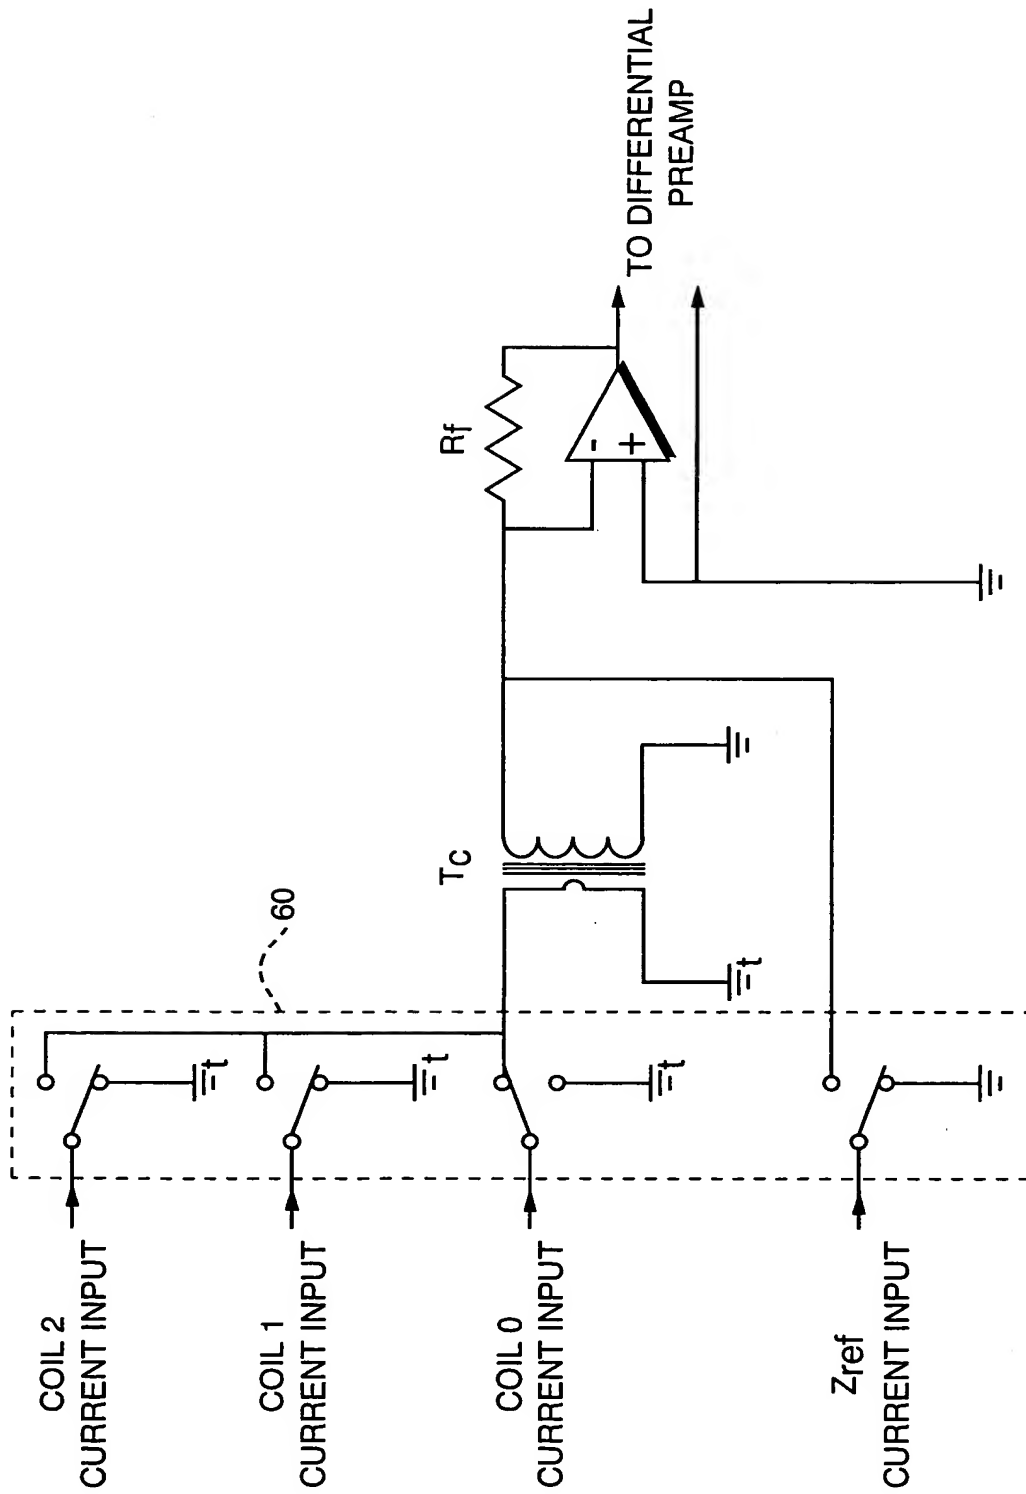 COIL 2
CURRENT INPUT
COIL 1
CURRENT INPUT
COIL 0
CURRENT INPUT
Zref
CURRENT INPUT
60
t
t
t
t
TC
Rf
-
+
TO DIFFERENTIAL
PREAMP